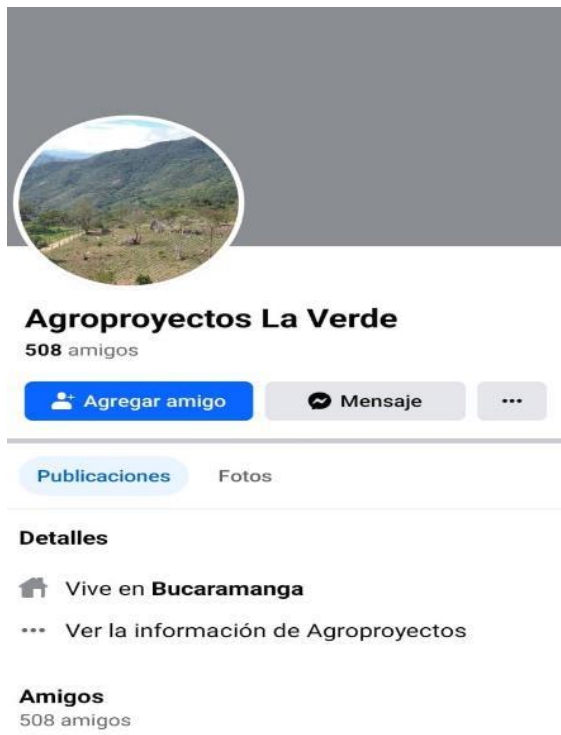 Agroproyectos La Verde
508 amigos
Agregar amigo
Mensaje
Publicaciones
Fotos
Detalles
Vive en Bucaramanga
Ver la información de Agroproyectos
Amigos
508 amigos